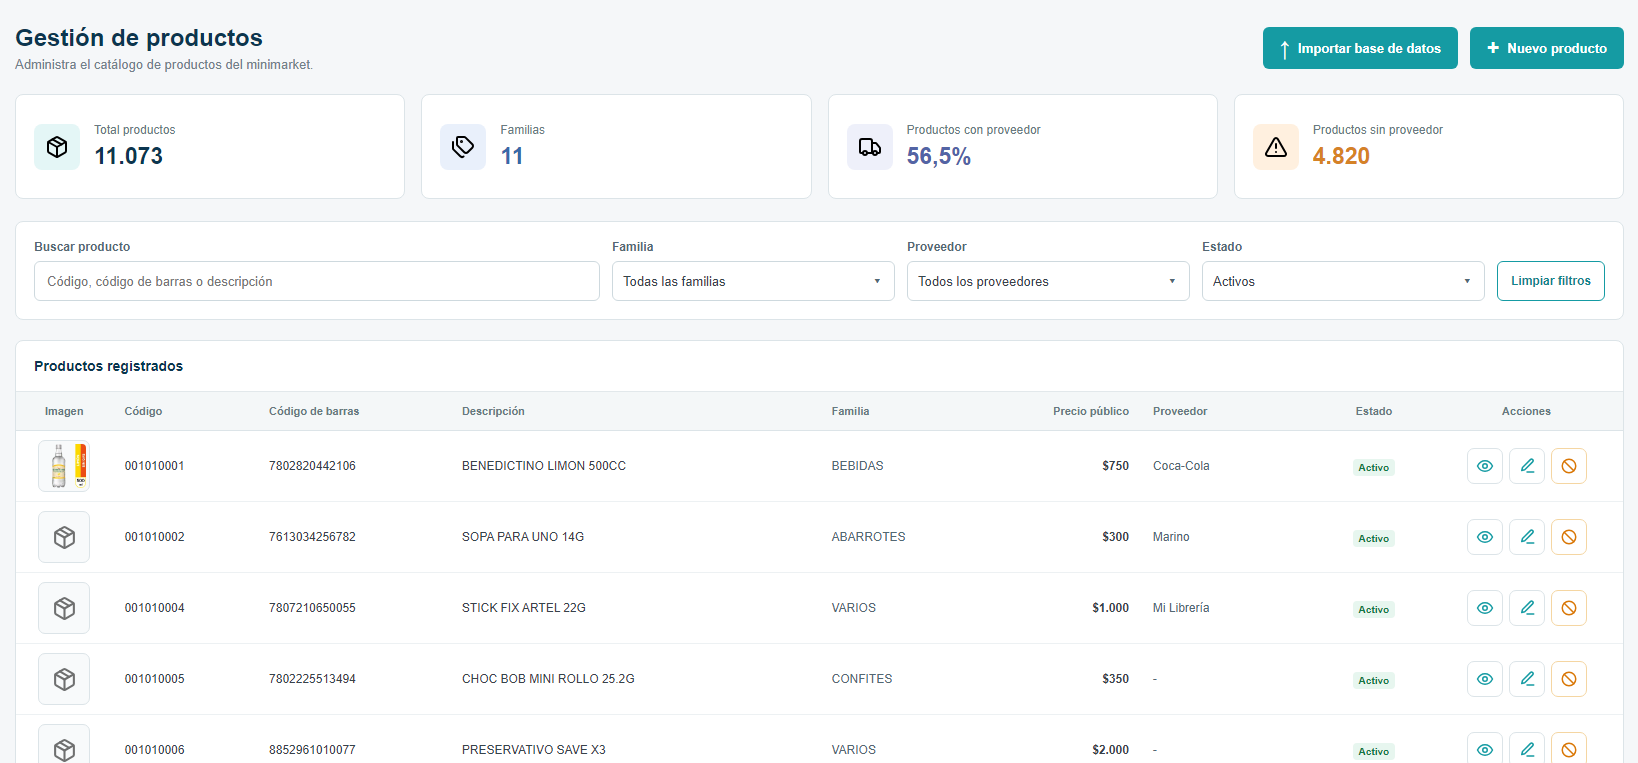 Gestión de productos
Administra el catálogo de productos del minimarket.
Importar base de datos
Nuevo producto
Total productos
11.073
Familias
11
Productos con proveedor
56,5%
Productos sin proveedor
4.820
Buscar producto
Familia
Proveedor
Estado
Código, código de barras o descripción
Todas las familias
Todos los proveedores
Activos
Limpiar filtros
Productos registrados
Imagen Código Código de barras Descripción Familia Precio público Proveedor Estado Acciones
001010001 7802820442106 BENEDICTINO LIMON 500CC BEBIDAS $750 Coca-Cola Activo
001010002 7613034256782 SOPA PARA UNO 14G ABARROTES $300 Marino Activo
001010004 7807210650055 STICK FIX ARTEL 22G VARIOS $1.000 Mi Librería Activo
001010005 7802225513494 CHOC BOB MINI ROLLO 25.2G CONFITES $350 - Activo
001010006 8852961010077 PRESERVATIVO SAVE X3 VARIOS $2.000 - Activo